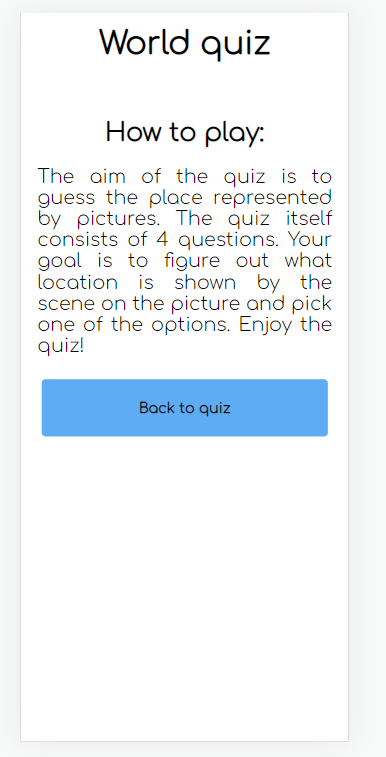 World quiz
How to play:
The aim of the quiz is to
guess the place represented
by pictures. The quiz itself
consists of 4 questions. Your
goal is to figure out what
location is shown by the
scene on the picture and pick
one of the options. Enjoy the
quiz!
Back to quiz